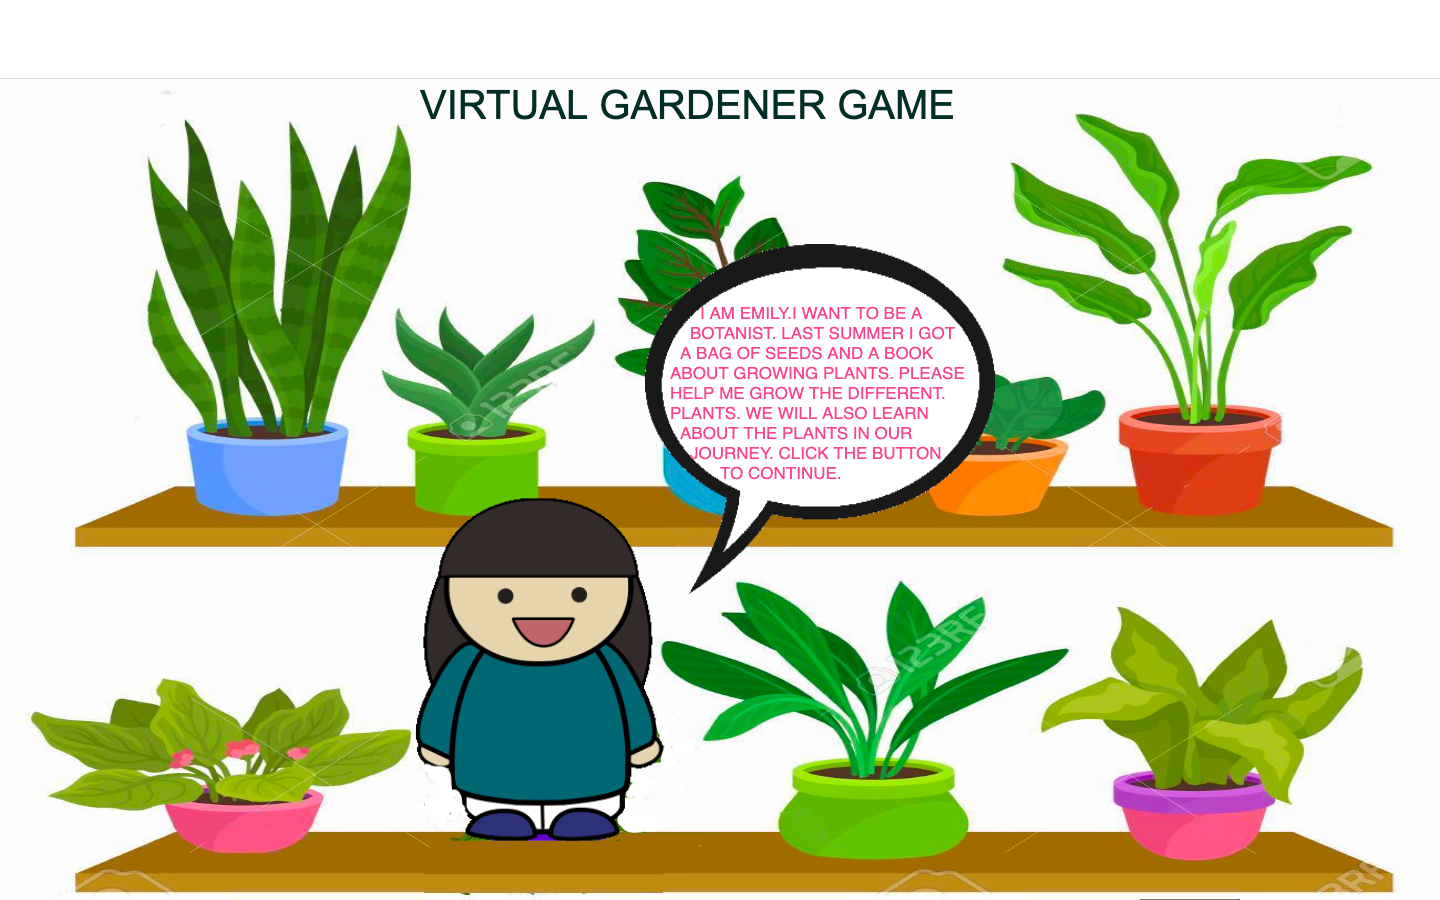 VIRTUAL GARDENER GAME
I AM EMILY.I WANT TO BE A
BOTANIST. LAST SUMMER I GOT
A BAG OF SEEDS AND A BOOK
ABOUT GROWING PLANTS. PLEASE
HELP ME GROW THE DIFFERENT.
PLANTS. WE WILL ALSO LEARN
ABOUT THE PLANTS IN OUR
JOURNEY. CLICK THE BUTTON
TO CONTINUE.
123RF
123RF